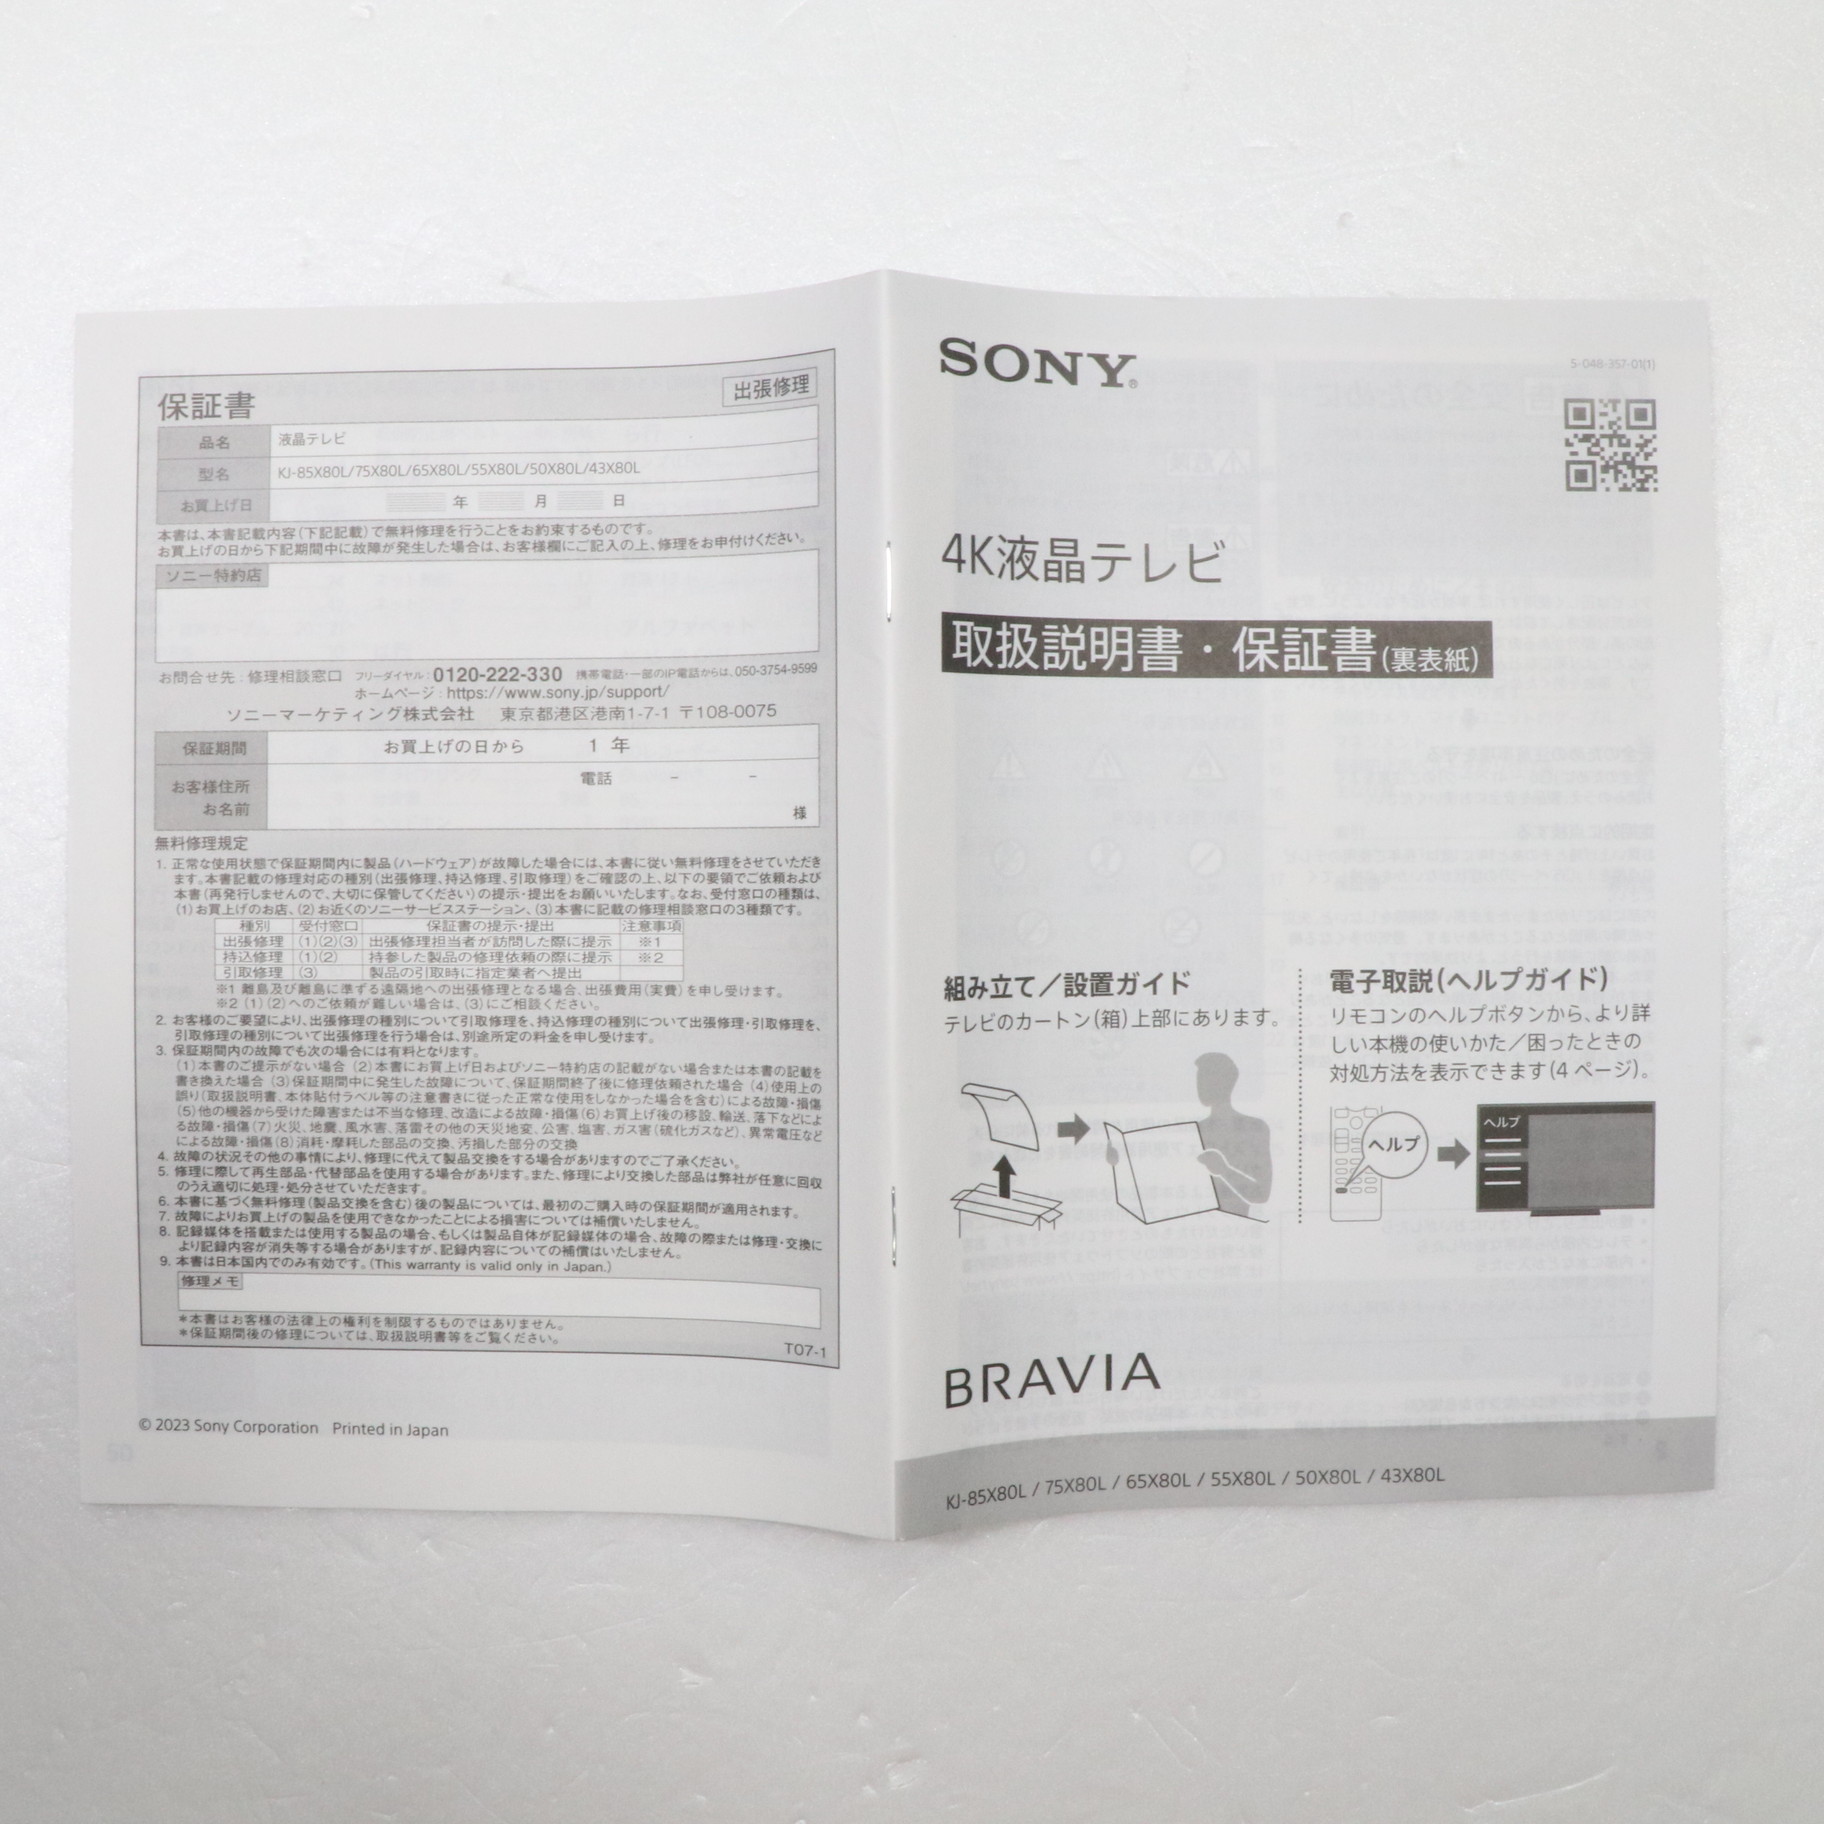 保証書
出張修理
品名 液晶テレビ
型名 KJ-85X80L/75X80L/65X80L/55X80L/50X80L/43X80L
お買上げ日 年 月 日
本書は、本書記載内容(下記記載)で無料修理を行うことをお約束するものです。
お買上げの日から下記期間中に故障が発生した場合は、お客様欄にご記入の上、修理をお申付けください。
ソニー特約店
お問合せ先:修理相談窓口 フリーダイヤル:0120-222-330 携帯電話・一部のIP電話からは、050-3754-9599
ホームページ:https://www.sony.jp/support/
ソニーマーケティング株式会社 東京都港区港南1-7-1 〒108-0075
保証期間 お買上げの日から 1 年
お客様住所 電話 - -
お名前 様
無料修理規定
1. 正常な使用状態で保証期間内に製品(ハードウェア)が故障した場合には、本書に従い無料修理をさせていただき
ます。本書記載の修理対応の種別(出張修理、持込修理、引取修理)をご確認の上、以下の要領でご依頼および
本書(再発行しませんので、大切に保管してください)の提示・提出をお願いいたします。なお、受付窓口の種類は、
(1)お買上げのお店、(2)お近くのソニーサービスステーション、(3)本書に記載の修理相談窓口の3種類です。
種別 受付窓口 保証書の提示・提出 注意事項
出張修理 (1)(2)(3) 出張修理担当者が訪問した際に提示 ※1
持込修理 (1)(2) 持参した製品の修理依頼の際に提示 ※2
引取修理 (3) 製品の引取時に指定業者へ提出
※1 離島及び離島に準ずる遠隔地への出張修理となる場合、出張費用(実費)を申し受けます。
※2 (1)(2)へのご依頼が難しい場合は、(3)にご相談ください。
2. お客様のご要望により、出張修理の種別について引取修理を、持込修理の種別について出張修理・引取修理を、
引取修理の種別について出張修理を行う場合は、別途所定の料金を申し受けます。
3. 保証期間内の故障でも次の場合には有料となります。
(1)本書のご提示がない場合 (2)本書にお買上げ日およびソニー特約店の記載がない場合または本書の記載を
書き換えた場合 (3)保証期間中に発生した故障について、保証期間終了後に修理依頼された場合 (4)使用上の
誤り(取扱説明書、本体貼付ラベル等の注意書きに従った正常な使用をしなかった場合を含む)による故障・損傷
(5)他の機器から受けた障害または不当な修理、改造による故障・損傷(6)お買上げ後の移設、輸送、落下などによ
る故障・損傷(7)火災、地震、風水害、落雷その他の天災地変、公害、塩害、ガス害(硫化ガスなど)、異常電圧など
による故障・損傷(8)消耗・摩耗した部品の交換、汚損した部分の交換
4. 故障の状況その他の事情により、修理に代えて製品交換をする場合がありますのでご了承ください。
5. 修理に際して再生部品・代替部品を使用する場合があります。また、修理により交換した部品は弊社が任意に回収
のうえ適切に処理・処分させていただきます。
6. 本書に基づく無料修理(製品交換を含む)後の製品については、最初のご購入時の保証期間が適用されます。
7. 故障によりお買上げの製品を使用できなかったことによる損害については補償いたしません。
8. 記録媒体を搭載または使用する製品の場合、もしくは製品自体が記録媒体の場合、故障の際または修理・交換に
より記録内容が消失等する場合がありますが、記録内容についての補償はいたしません。
9. 本書は日本国内でのみ有効です。(This warranty is valid only in Japan.)
修理メモ
*本書はお客様の法律上の権利を制限するものではありません。
*保証期間後の修理については、取扱説明書等をご覧ください。
T07-1
© 2023 Sony Corporation Printed in Japan
SONY®
5-048-357-01(1)
4K液晶テレビ
取扱説明書・保証書(裏表紙)
組み立て/設置ガイド
テレビのカートン(箱)上部にあります。
電子取説(ヘルプガイド)
リモコンのヘルプボタンから、より詳
しい本機の使いかた/困ったときの
対処方法を表示できます(4 ページ)。
ヘルプ
ヘルプ
BRAVIA
KJ-85X80L / 75X80L / 65X80L / 55X80L / 50X80L / 43X80L